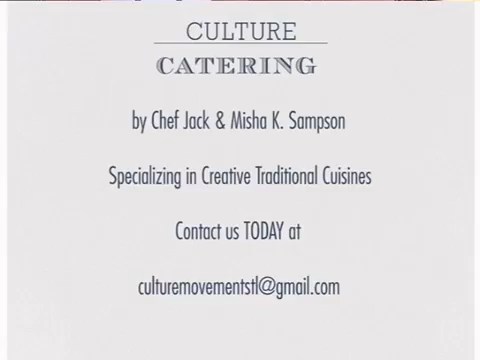 CULTURE
CATERING
by Chef Jack & Misha K. Sampson
Specializing in Creative Traditional Cuisines
Contact us TODAY at
culturemovementstl@gmail.com